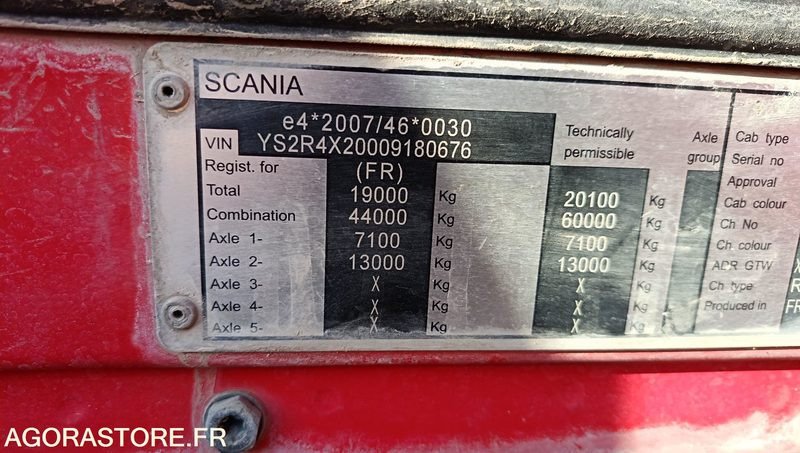 SCANIA
e4*2007/46*0030
VIN YS2R4X20009180676
Technically permissible
Axle group
Regist. for (FR)
Total 19000 Kg 20100 Kg
Combination 44000 Kg 60000 Kg
Axle 1- 7100 Kg 7100 Kg
Axle 2- 13000 Kg 13000 Kg
Axle 3- X Kg X Kg
Axle 4- X Kg X Kg
Axle 5- X Kg X Kg
Cab type
Serial no
Approval
Cab colour
Ch No
Ch colour
ADR GTW X
Ch type R
Produced in FR
AGORASTORE.FR